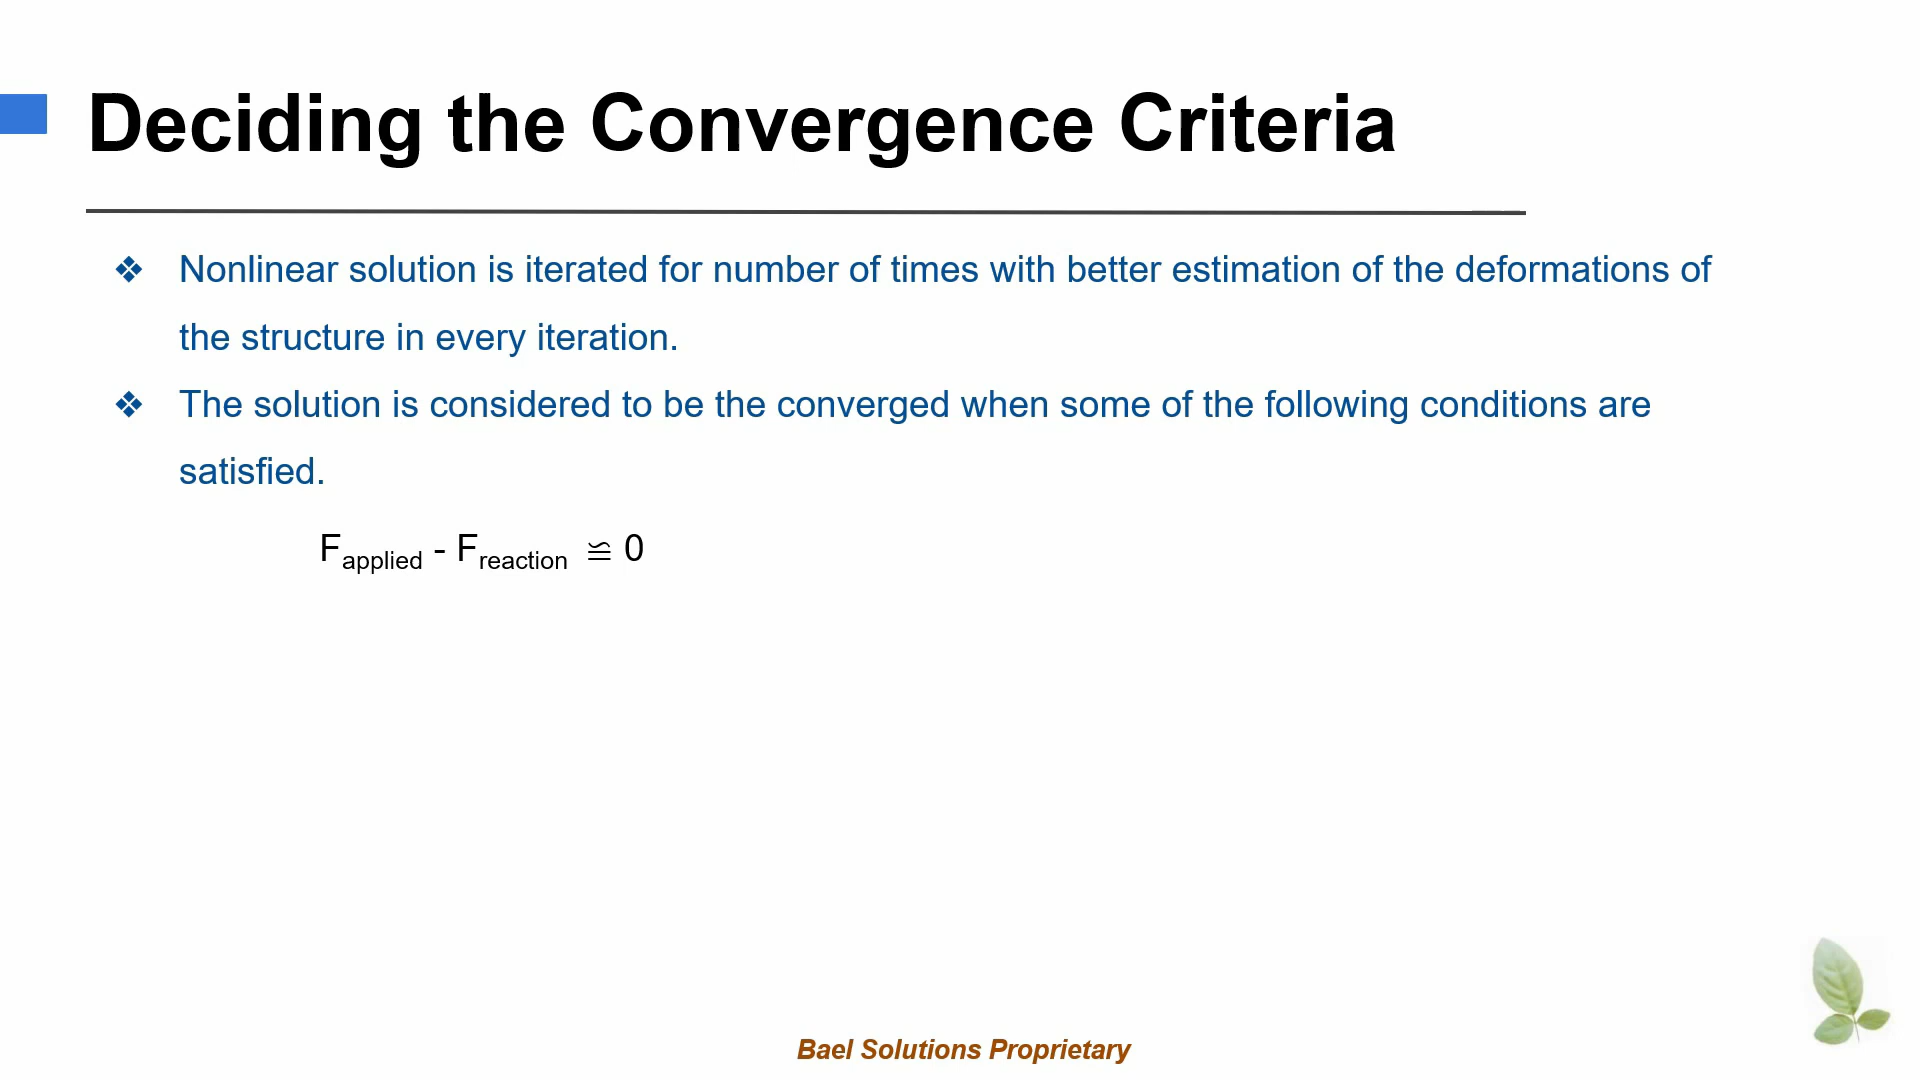 Deciding the Convergence Criteria
❖ Nonlinear solution is iterated for number of times with better estimation of the deformations of
the structure in every iteration.
❖ The solution is considered to be the converged when some of the following conditions are
satisfied.
Fapplied - Freaction ≌ 0
Bael Solutions Proprietary